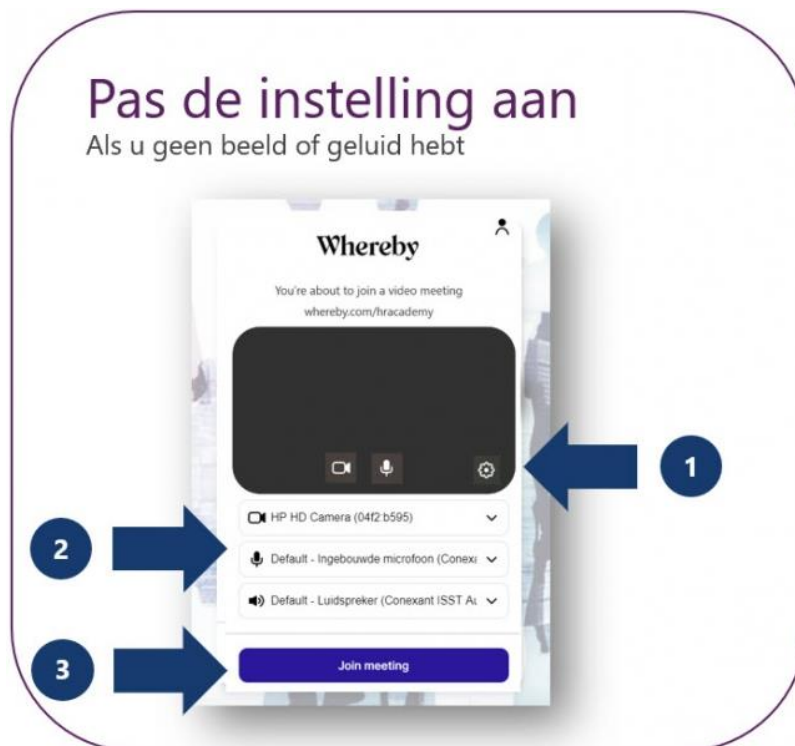 Pas de instelling aan
Als u geen beeld of geluid hebt
Whereby
You're about to join a video meeting
whereby.com/hracademy
1
HP HD Camera (04f2:b595)
2
Default - Ingebouwde microfoon (Conexa
Default - Luidspreker (Conexant ISST Au
3
Join meeting